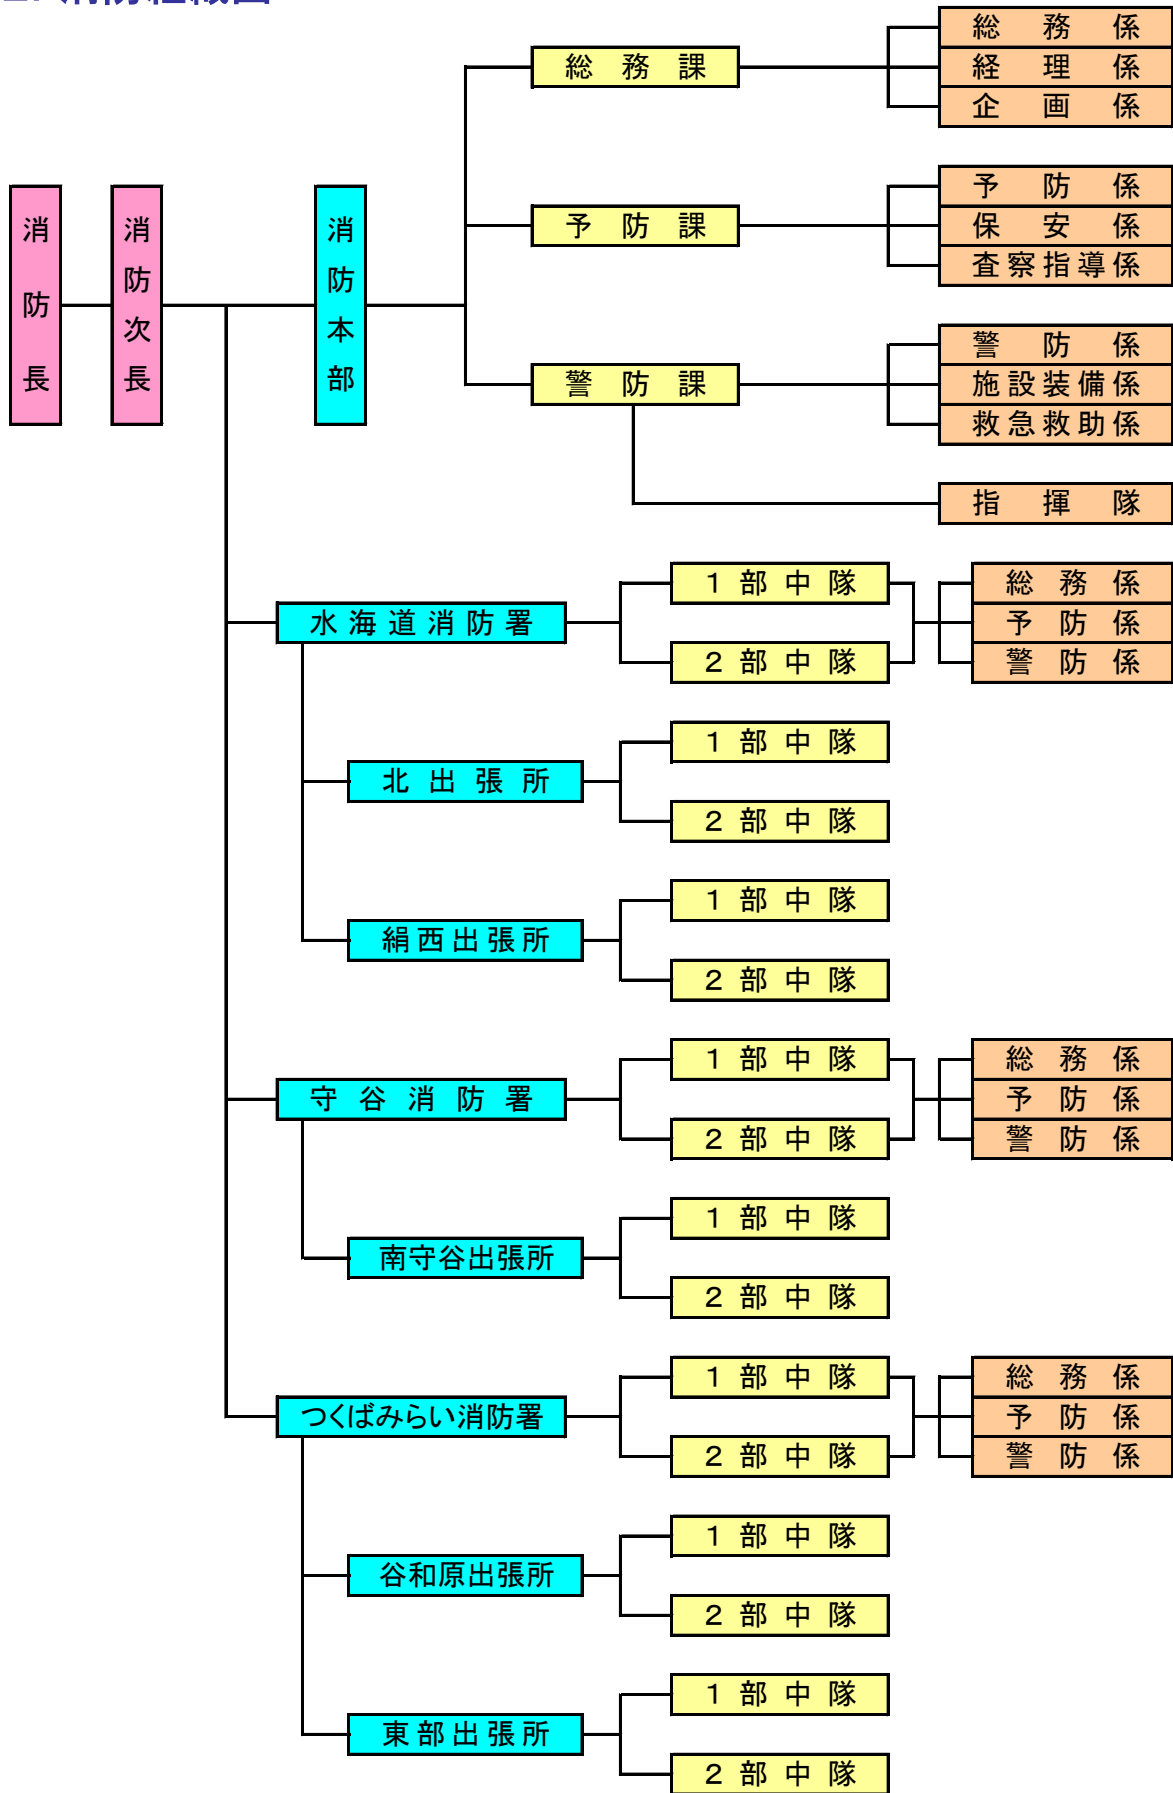 消防組織図
総務係
総務課
経理係
企画係
消防長
消防次長
消防本部
予防係
予防課
保安係
査察指導係
警防係
警防課
施設装備係
救急救助係
指揮隊
1部中隊
総務係
水海道消防署
予防係
2部中隊
警防係
1部中隊
北出張所
2部中隊
1部中隊
絹西出張所
2部中隊
1部中隊
総務係
守谷消防署
予防係
2部中隊
警防係
1部中隊
南守谷出張所
2部中隊
1部中隊
総務係
つくばみらい消防署
予防係
2部中隊
警防係
1部中隊
谷和原出張所
2部中隊
1部中隊
東部出張所
2部中隊